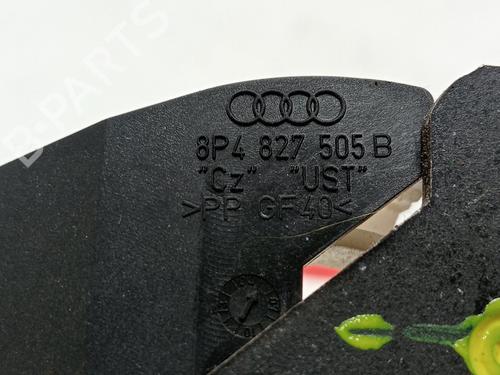 B-PARTS
8P4 827 505 B
"Cz" "UST"
>PP GF40<